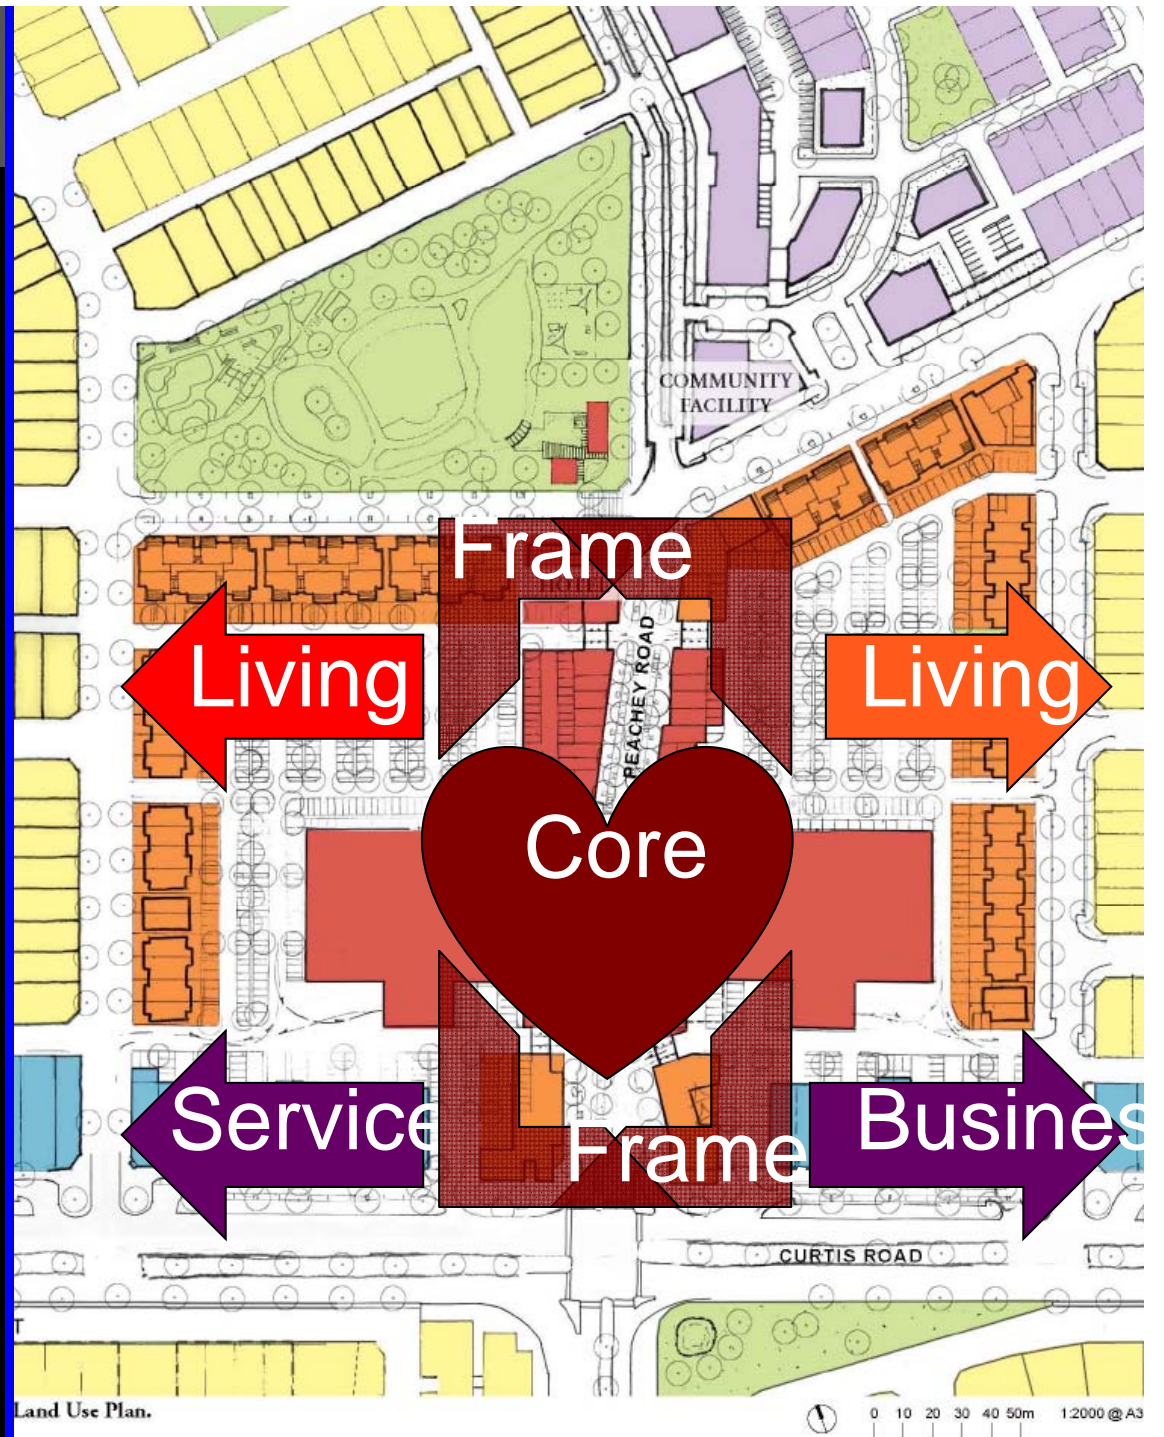 COMMUNITY
FACILITY
Frame
PEACHEY ROAD
Living
Living
Core
Service
Busines
Frame
CURTIS ROAD
T
Land Use Plan.
0 10 20 30 40 50m 1:2000 @ A3